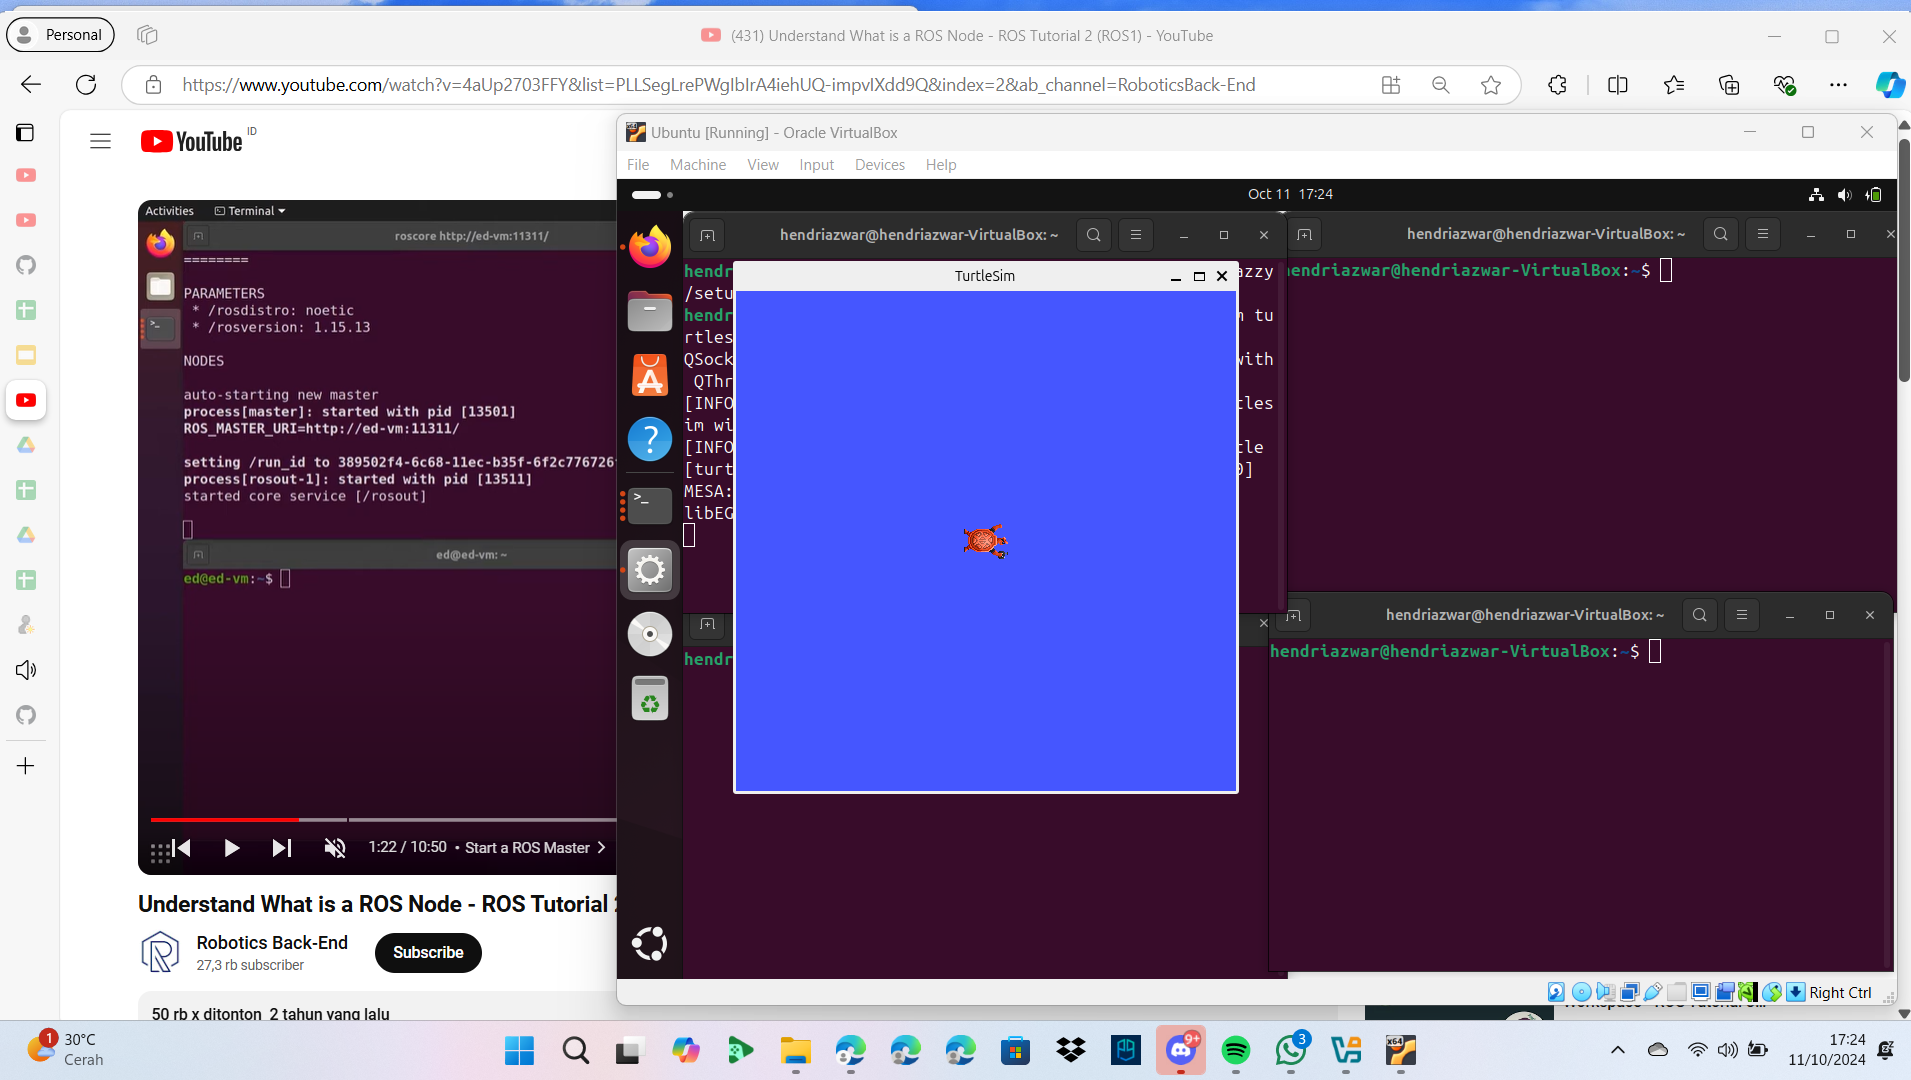 Personal
(431) Understand What is a ROS Node - ROS Tutorial 2 (ROS1) - YouTube
https://www.youtube.com/watch?v=4aUp2703FFY&list=PLLSegLrePWgIbIrA4iehUQ-impvIXdd9Q&index=2&ab_channel=RoboticsBack-End
YouTube ID
Activities Terminal
roscore http://ed-vm:11311/
========
PARAMETERS
* /rosdistro: noetic
* /rosversion: 1.15.13
NODES
auto-starting new master
process[master]: started with pid [13501]
ROS_MASTER_URI=http://ed-vm:11311/
setting /run_id to 389502f4-6c68-11ec-b35f-6f2c776726
process[rosout-1]: started with pid [13511]
started core service [/rosout]
ed@ed-vm: ~
ed@ed-vm:~$
1:22 / 10:50 • Start a ROS Master
Understand What is a ROS Node - ROS Tutorial
Robotics Back-End
27,3 rb subscriber
Subscribe
50 rb x ditonton 2 tahun yang lalu
Ubuntu [Running] - Oracle VirtualBox
File Machine View Input Devices Help
Oct 11 17:24
hendriazwar@hendriazwar-VirtualBox: ~
hendr azzy
/setu
hendr m tu
rtles
QSock with
QThr
[INFO tles
im wi
[INFO tle
[turt 0]
MESA:
libEG
TurtleSim
hendr
hendriazwar@hendriazwar-VirtualBox: ~
hendriazwar@hendriazwar-VirtualBox:~$
hendriazwar@hendriazwar-VirtualBox: ~
hendriazwar@hendriazwar-VirtualBox:~$
Right Ctrl
1
30°C
Cerah
9+
3
x64
17:24
11/10/2024